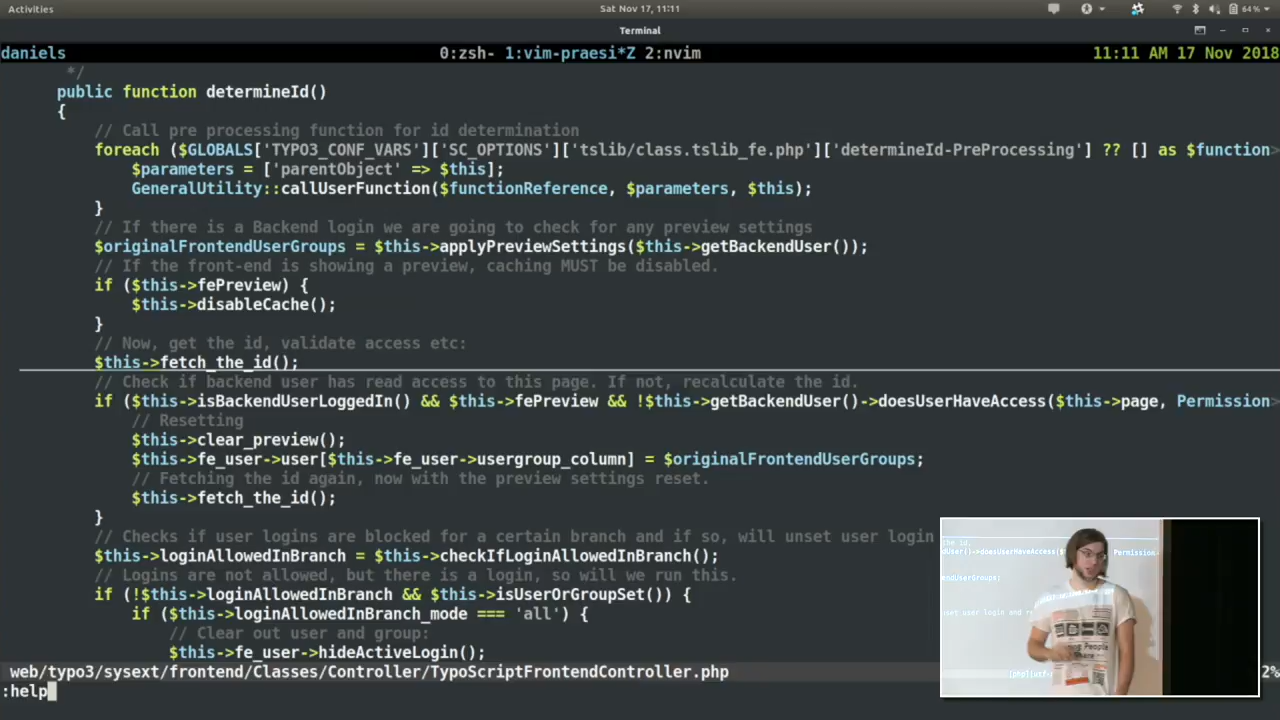 Activities
Sat Nov 17, 11:11
64 %
Terminal
daniels
0:zsh- 1:vim-praesi*Z 2:nvim
11:11 AM 17 Nov 2018
*/
public function determineId()
{
// Call pre processing function for id determination
foreach ($GLOBALS['TYPO3_CONF_VARS']['SC_OPTIONS']['tslib/class.tslib_fe.php']['determineId-PreProcessing'] ?? [] as $function>
$parameters = ['parentObject' => $this];
GeneralUtility::callUserFunction($functionReference, $parameters, $this);
}
// If there is a Backend login we are going to check for any preview settings
$originalFrontendUserGroups = $this->applyPreviewSettings($this->getBackendUser());
// If the front-end is showing a preview, caching MUST be disabled.
if ($this->fePreview) {
$this->disableCache();
}
// Now, get the id, validate access etc:
$this->fetch_the_id();
// Check if backend user has read access to this page. If not, recalculate the id.
if ($this->isBackendUserLoggedIn() && $this->fePreview && !$this->getBackendUser()->doesUserHaveAccess($this->page, Permission>
// Resetting
$this->clear_preview();
$this->fe_user->user[$this->fe_user->usergroup_column] = $originalFrontendUserGroups;
// Fetching the id again, now with the preview settings reset.
$this->fetch_the_id();
}
// Checks if user logins are blocked for a certain branch and if so, will unset user login
$this->loginAllowedInBranch = $this->checkIfLoginAllowedInBranch();
// Logins are not allowed, but there is a login, so will we run this.
if (!$this->loginAllowedInBranch && $this->isUserOrGroupSet()) {
if ($this->loginAllowedInBranch_mode === 'all') {
// Clear out user and group:
$this->fe_user->hideActiveLogin();
web/typo3/sysext/frontend/Classes/Controller/TypoScriptFrontendController.php
2%
:help